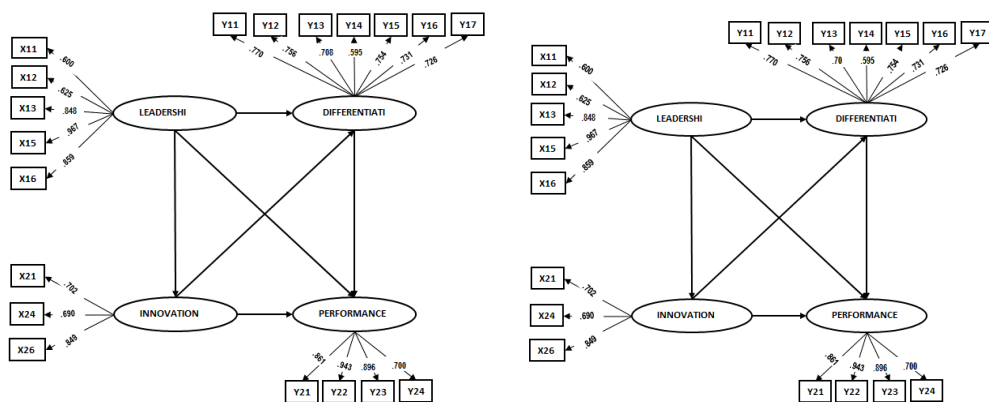 Y11 Y12 Y13 Y14 Y15 Y16 Y17
.770 .756 .708 .595 .754 .731 .726
X11 .600
X12 .625
X13 .848
X15 .967
X16 .859
LEADERSHI DIFFERENTIATI
X21 .702
X24 .690
X26 .849
INNOVATION PERFORMANCE
.861 .943 .896 .700
Y21 Y22 Y23 Y24
Y11 Y12 Y13 Y14 Y15 Y16 Y17
.770 .756 .70 .595 .754 .731 .726
X11 .600
X12 .625
X13 .848
X15 .967
X16 .859
LEADERSHI DIFFERENTIATI
X21 .702
X24 .690
X26 .849
INNOVATION PERFORMANCE
.861 .943 .896 .700
Y21 Y22 Y23 Y24